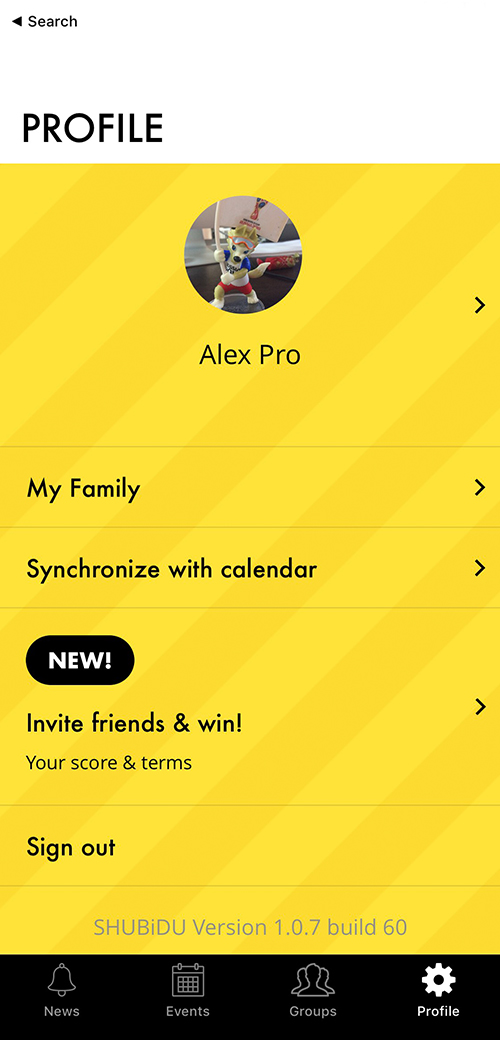 ◀ Search
PROFILE
Alex Pro
My Family
Synchronize with calendar
NEW!
Invite friends & win!
Your score & terms
Sign out
SHUBiDU Version 1.0.7 build 60
News Events Groups Profile